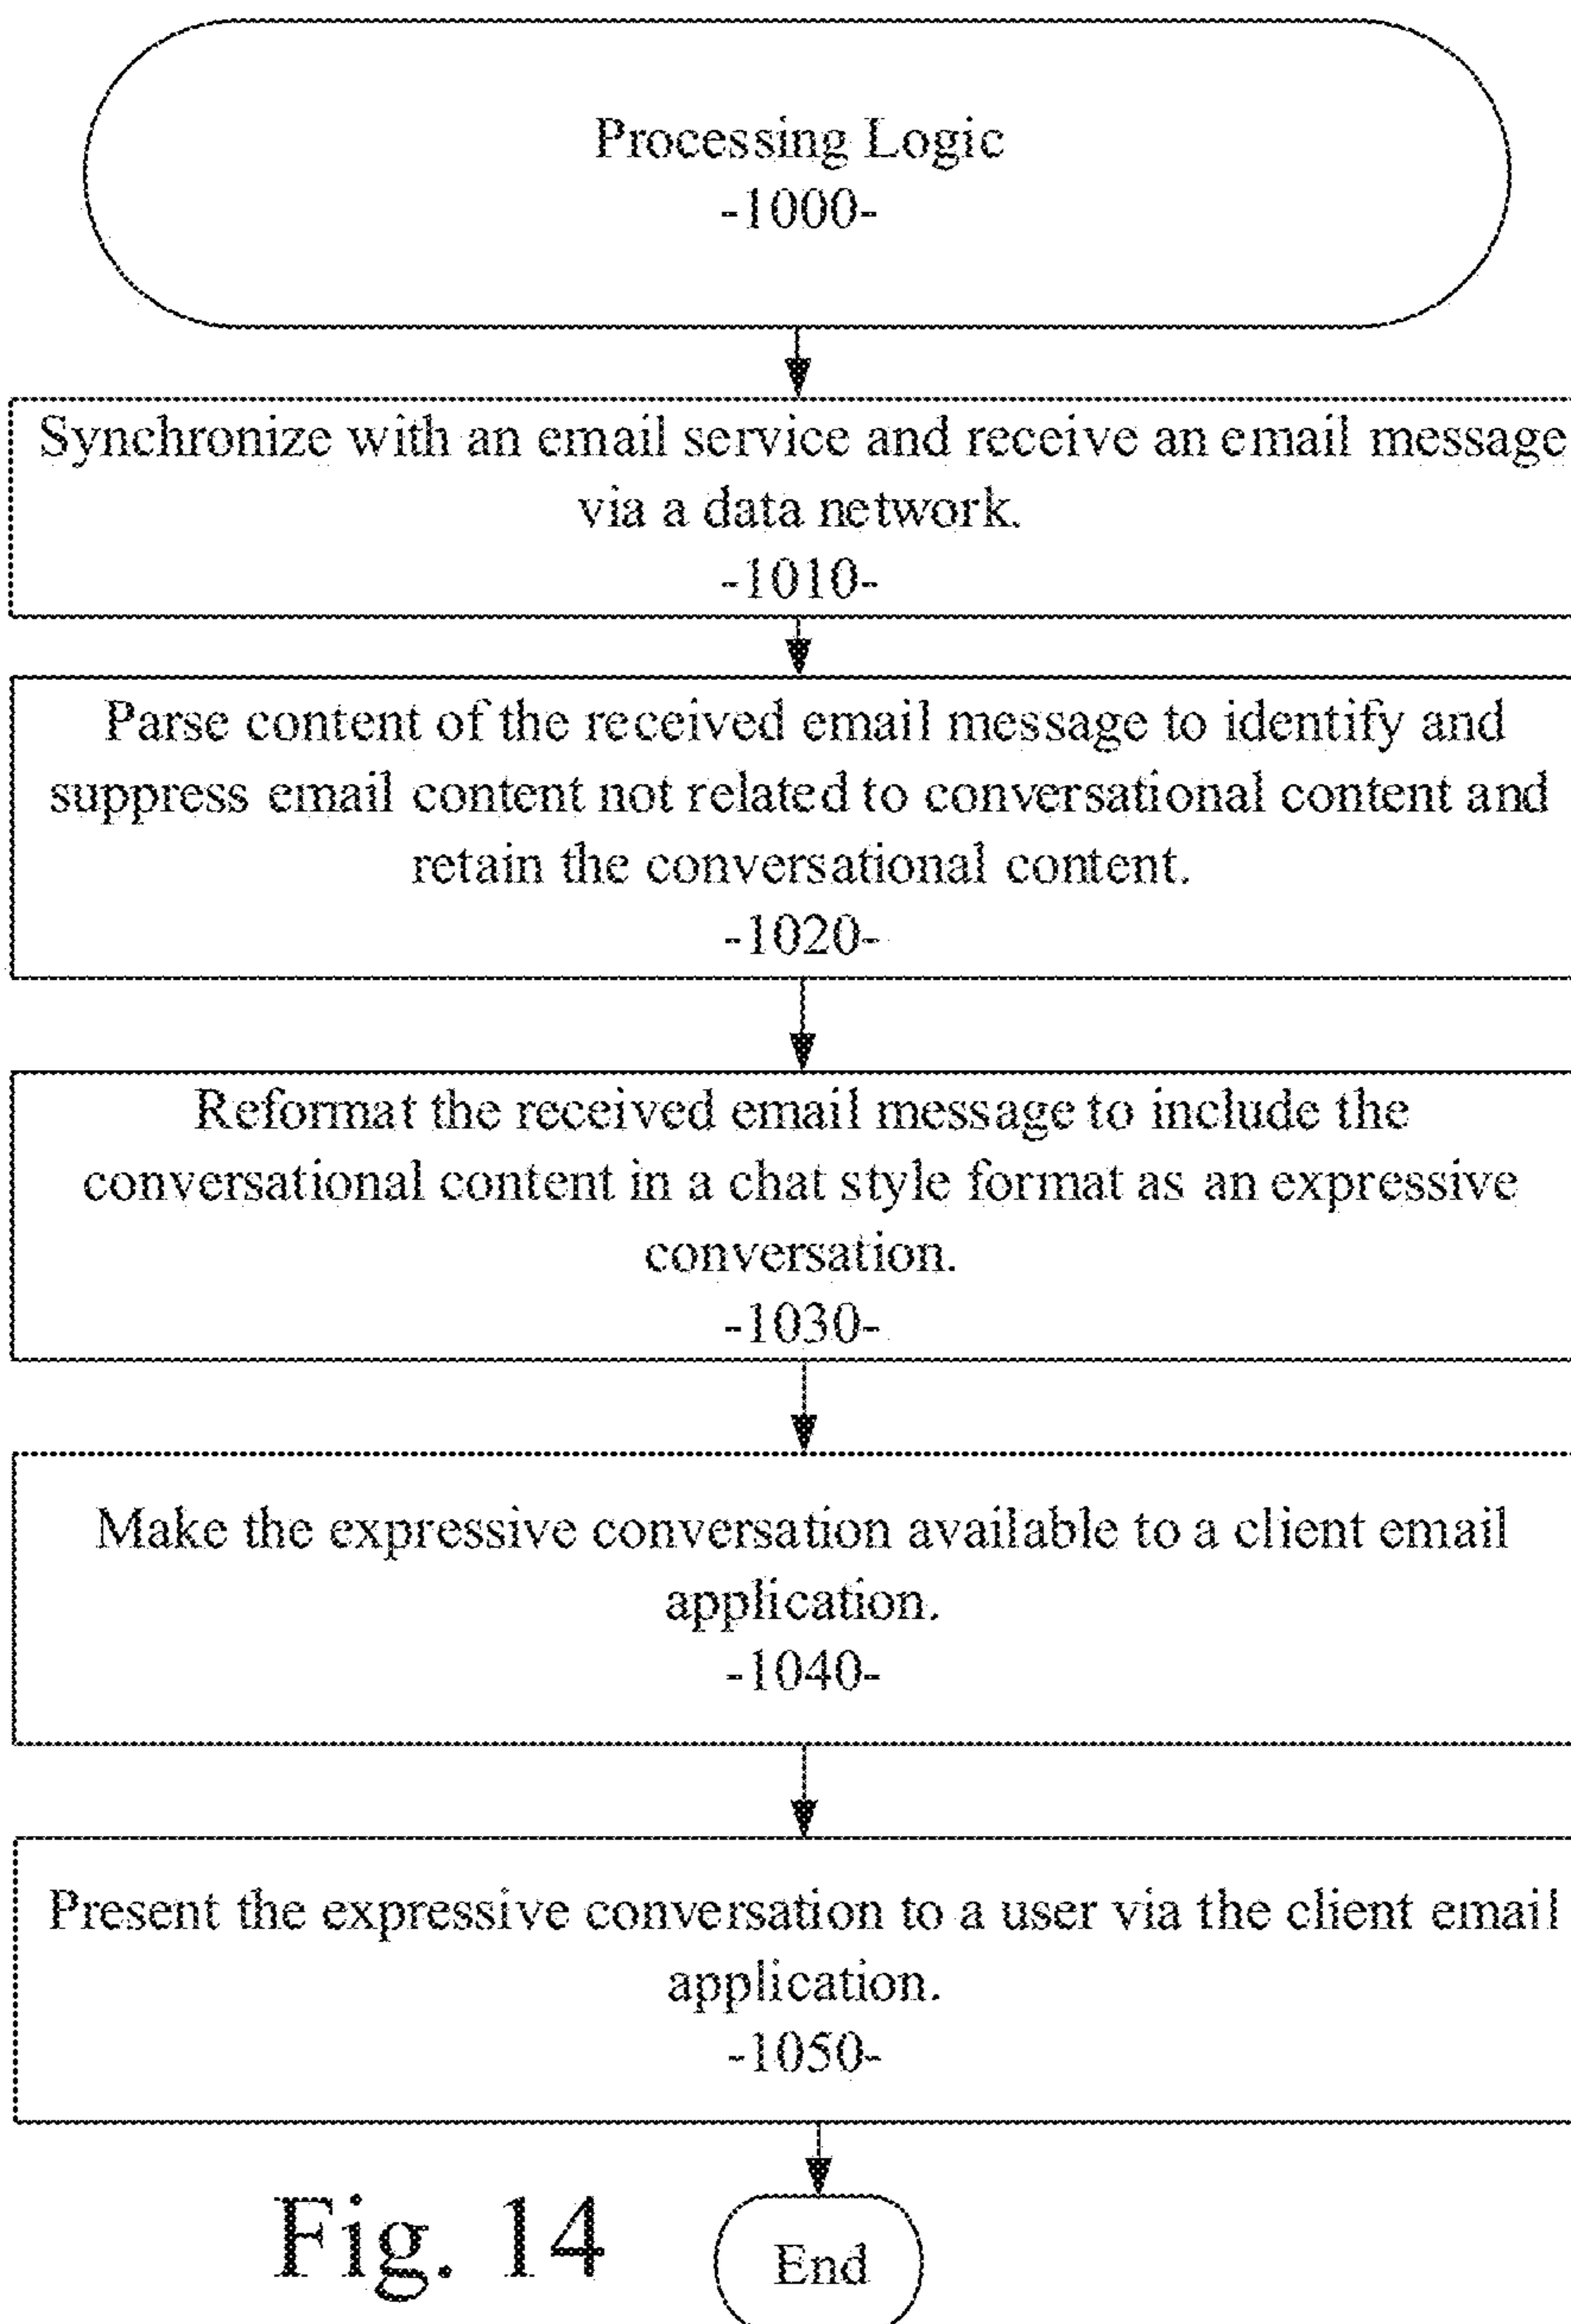 Processing Logic
-1000-
Synchronize with an email service and receive an email message
via a data network.
-1010-
Parse content of the received email message to identify and
suppress email content not related to conversational content and
retain the conversational content.
-1020-
Reformat the received email message to include the
conversational content in a chat style format as an expressive
conversation.
-1030-
Make the expressive conversation available to a client email
application.
-1040-
Present the expressive conversation to a user via the client email
application.
-1050-
Fig. 14
End